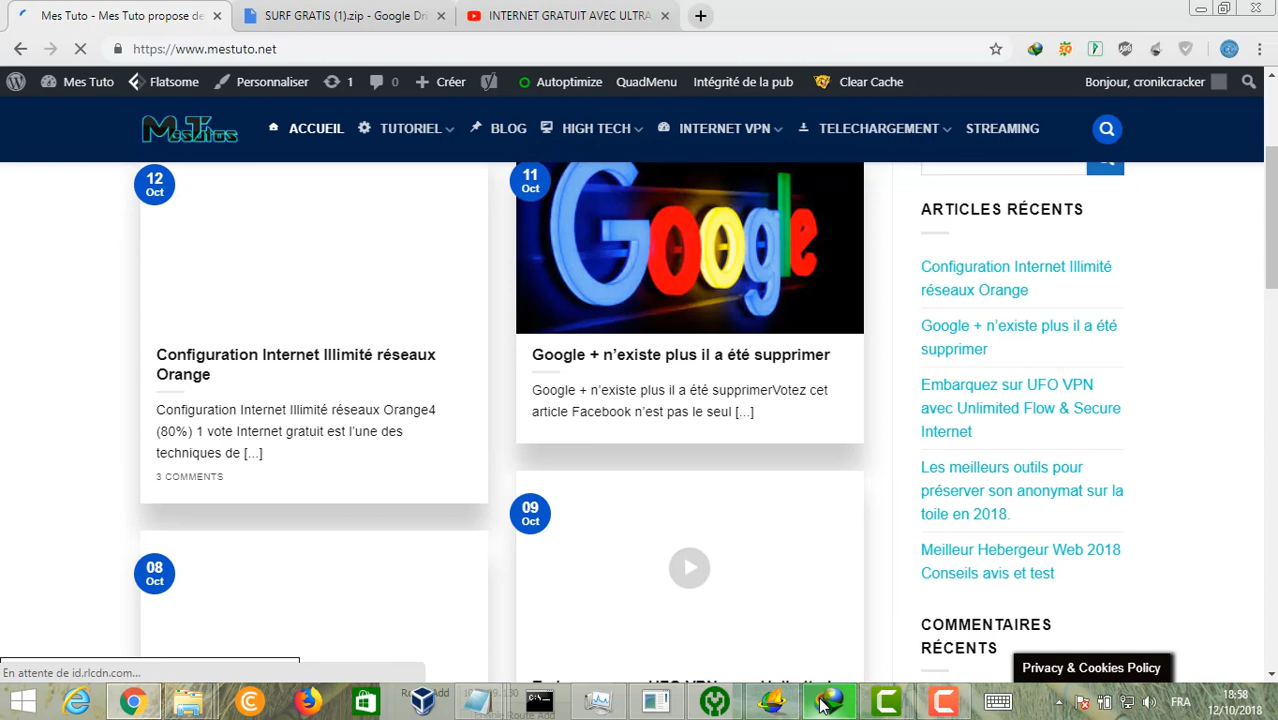 Mes Tuto - Mes Tuto propose de
SURF GRATIS (1).zip - Google Dri
INTERNET GRATUIT AVEC ULTRA
https://www.mestuto.net
Mes Tuto
Flatsome
Personnaliser
1
0
Créer
Autoptimize
QuadMenu
Intégrité de la pub
Clear Cache
Bonjour, cronikcracker
MesTutos
ACCUEIL
TUTORIEL
BLOG
HIGH TECH
INTERNET VPN
TELECHARGEMENT
STREAMING
12
Oct
Configuration Internet Illimité réseaux
Orange
Configuration Internet Illimité réseaux Orange4
(80%) 1 vote Internet gratuit est l'une des
techniques de [...]
3 COMMENTS
11
Oct
Google
Google + n'existe plus il a été supprimer
Google + n'existe plus il a été supprimerVotez cet
article Facebook n'est pas le seul [...]
08
Oct
09
Oct
ARTICLES RÉCENTS
Configuration Internet Illimité
réseaux Orange
Google + n'existe plus il a été
supprimer
Embarquez sur UFO VPN
avec Unlimited Flow & Secure
Internet
Les meilleurs outils pour
préserver son anonymat sur la
toile en 2018.
Meilleur Hebergeur Web 2018
Conseils avis et test
COMMENTAIRES
RÉCENTS
Privacy & Cookies Policy
En attente de id.rlcdn.com...
Enable Route Add
FRA
18:58
12/10/2018